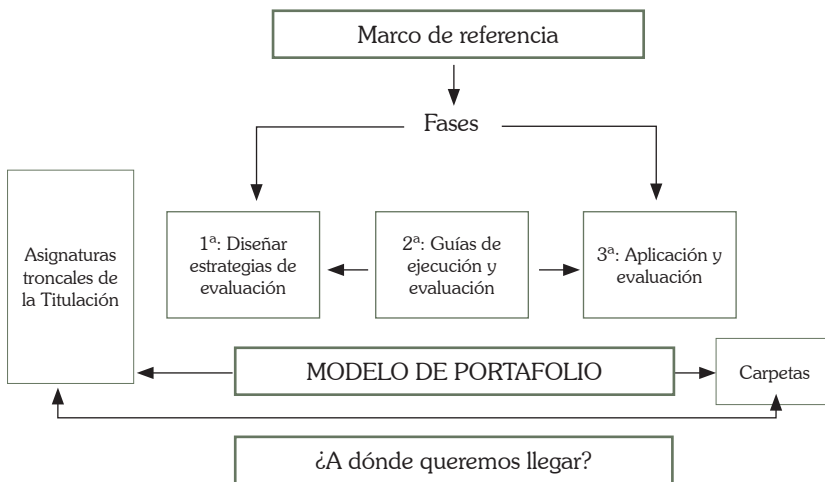 Marco de referencia
Fases
Asignaturas
troncales de
la Titulación
1ª: Diseñar
estrategias de
evaluación
2ª: Guías de
ejecución y
evaluación
3ª: Aplicación y
evaluación
MODELO DE PORTAFOLIO
Carpetas
¿A dónde queremos llegar?